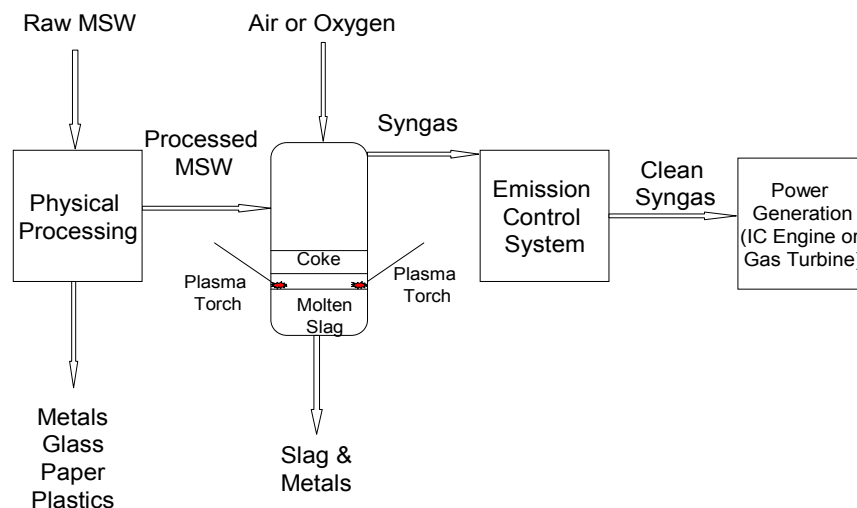 Raw MSW
Air or Oxygen
Processed
MSW
Syngas
Clean
Syngas
Physical
Processing
Emission
Control
System
Power
Generation
(IC Engine or
Gas Turbine)
Coke
Plasma
Torch
Plasma
Torch
Molten
Slag
Metals
Glass
Paper
Plastics
Slag &
Metals